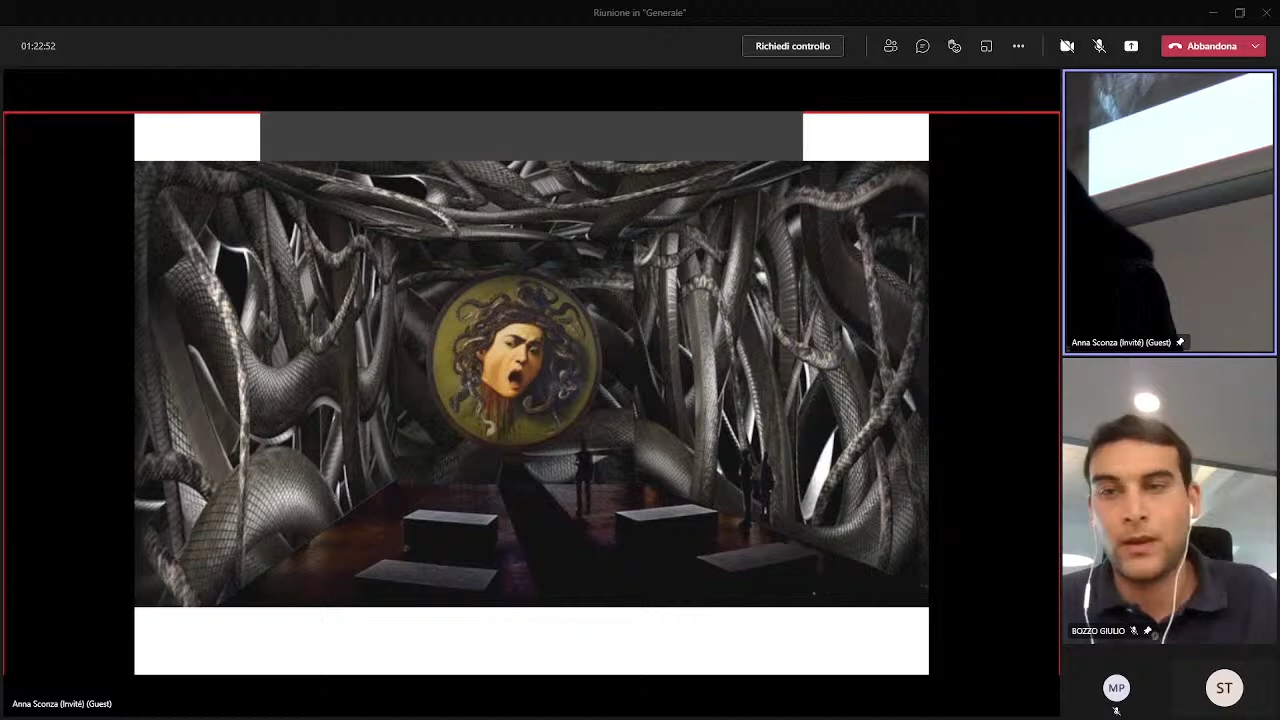 Riunione in "Generale"
01:22:52
Richiedi controllo
Abbandona
Anna Sconza (Invité) (Guest)
BOZZO GIULIO
MP
ST
Anna Sconza (Invité) (Guest)